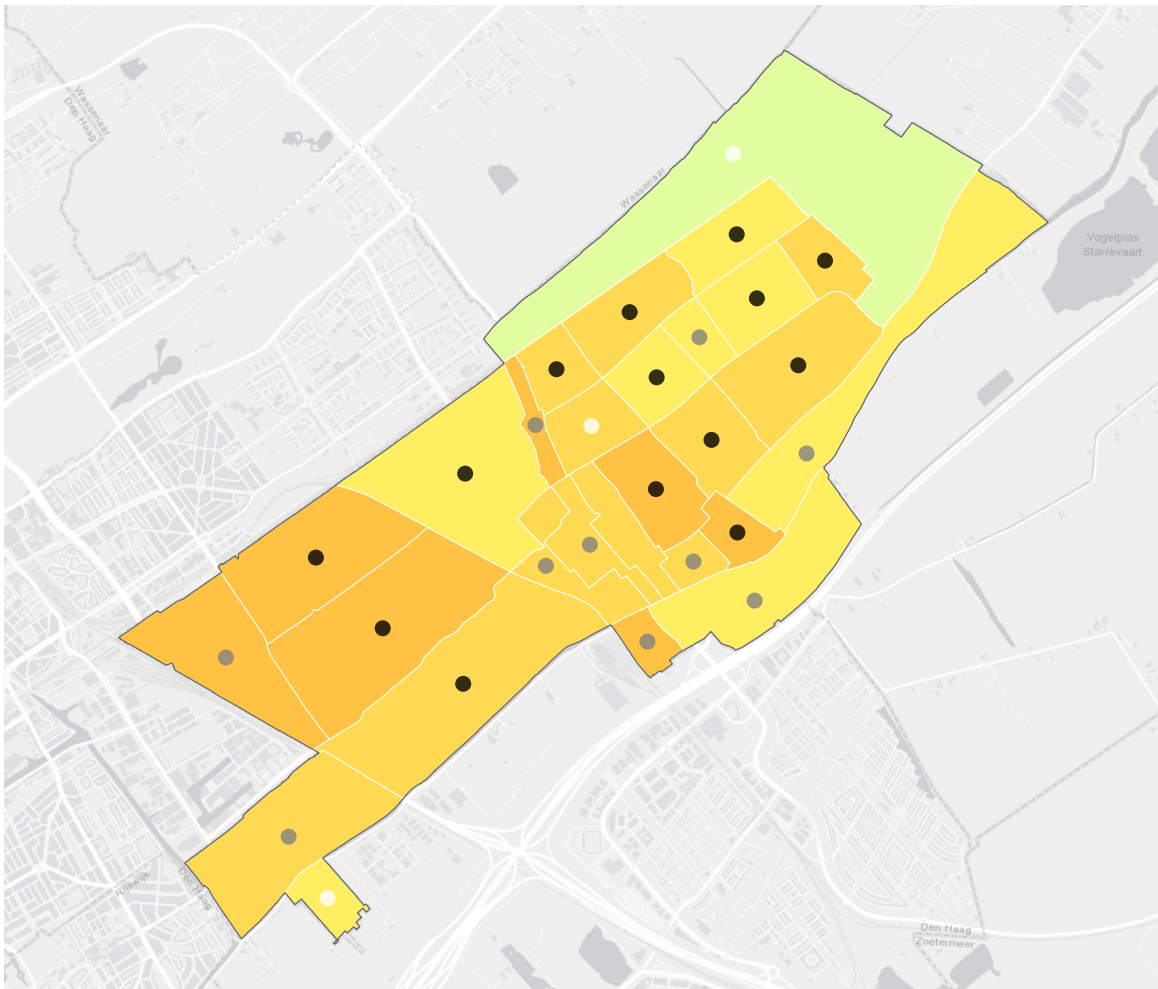 Wassenaar
Den Haag
Wassenaar
Vogelplas
Starrevaart
Rijswijk
Den Haag
Den Haag
Zoetermeer